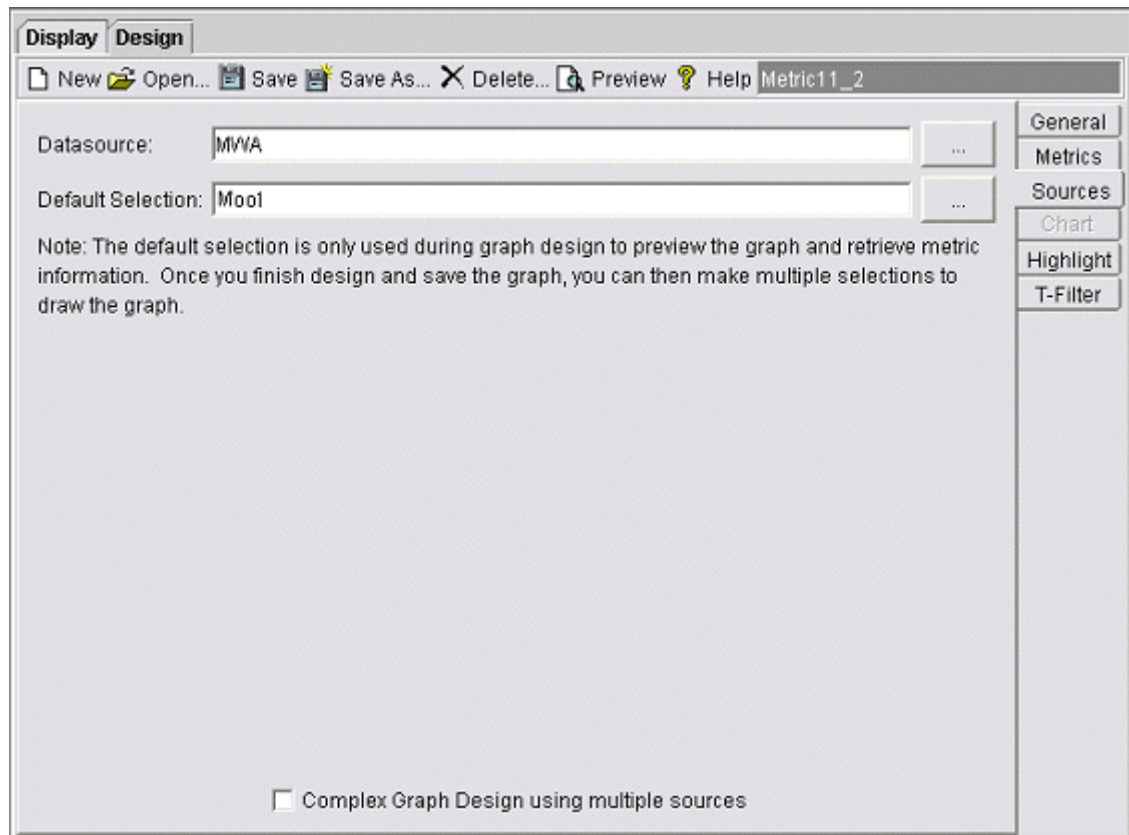 Display Design
New Open... Save Save As... Delete... Preview Help Metric11_2
General
Metrics
Sources
Chart
Highlight
T-Filter
Datasource: MWA ...
Default Selection: Moo1 ...
Note: The default selection is only used during graph design to preview the graph and retrieve metric
information. Once you finish design and save the graph, you can then make multiple selections to
draw the graph.
Complex Graph Design using multiple sources